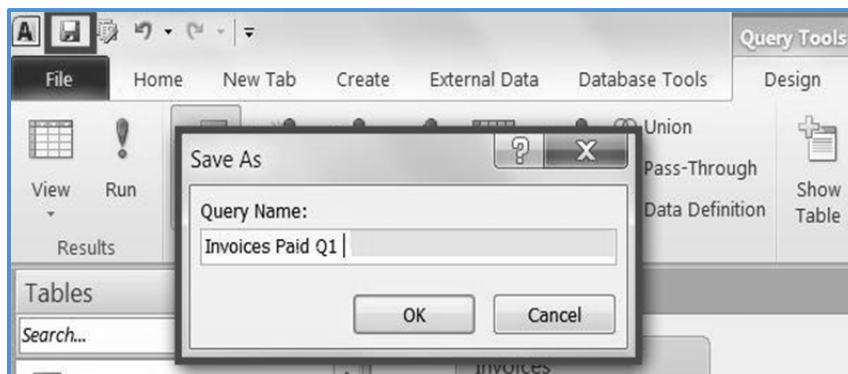 A
Query Tools
File Home New Tab Create External Data Database Tools Design
View Run
Results
Union
Pass-Through
Data Definition
Show
Table
Save As
Query Name:
Invoices Paid Q1
OK Cancel
Tables
Search...
Invoices